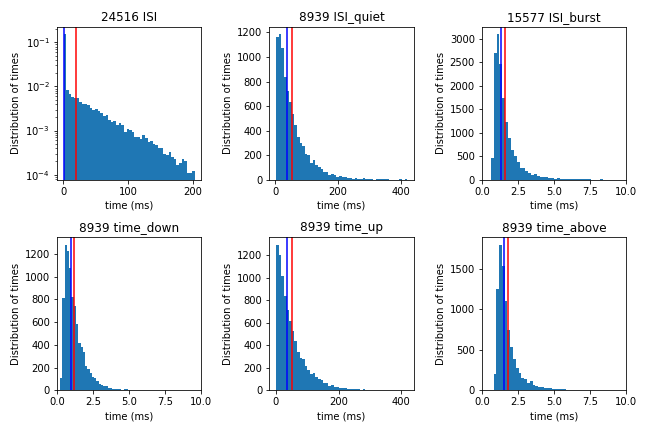 24516 ISI
Distribution of times
10⁻¹
10⁻²
10⁻³
10⁻⁴
0 100 200
time (ms)
8939 ISI_quiet
Distribution of times
1200
1000
800
600
400
200
0
0 200 400
time (ms)
15577 ISI_burst
Distribution of times
3000
2500
2000
1500
1000
500
0
0.0 2.5 5.0 7.5 10.0
time (ms)
8939 time_down
Distribution of times
1200
1000
800
600
400
200
0
0.0 2.5 5.0 7.5 10.0
time (ms)
8939 time_up
Distribution of times
1200
1000
800
600
400
200
0
0 200 400
time (ms)
8939 time_above
Distribution of times
1500
1000
500
0
0.0 2.5 5.0 7.5 10.0
time (ms)